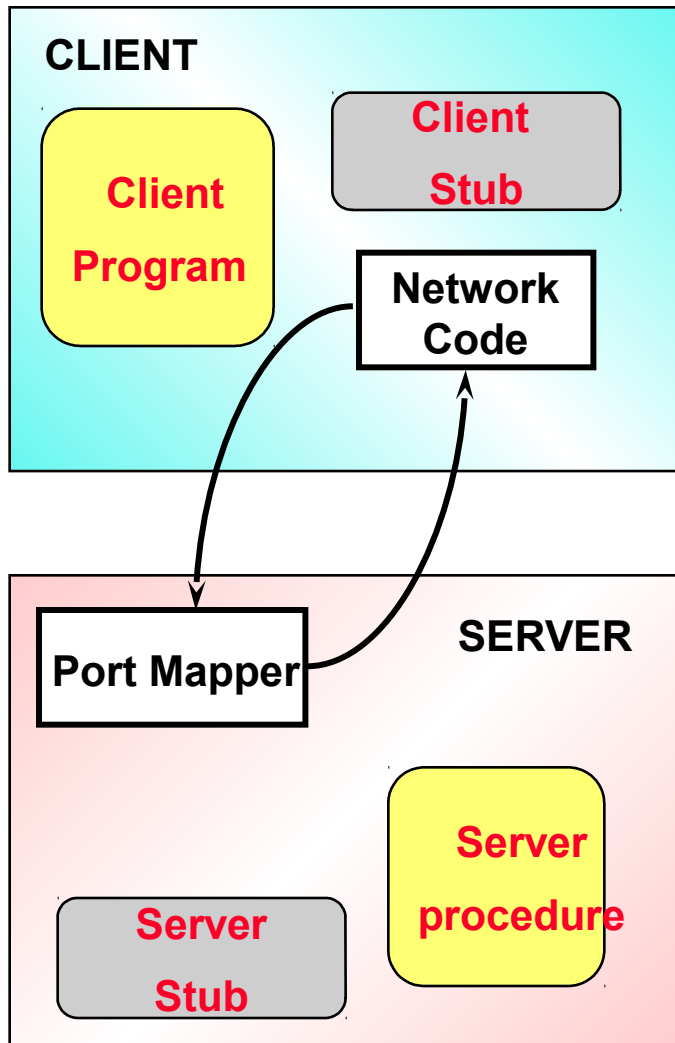 CLIENT
Client
Program
Client
Stub
Network
Code
Port Mapper
SERVER
Server
procedure
Server
Stub